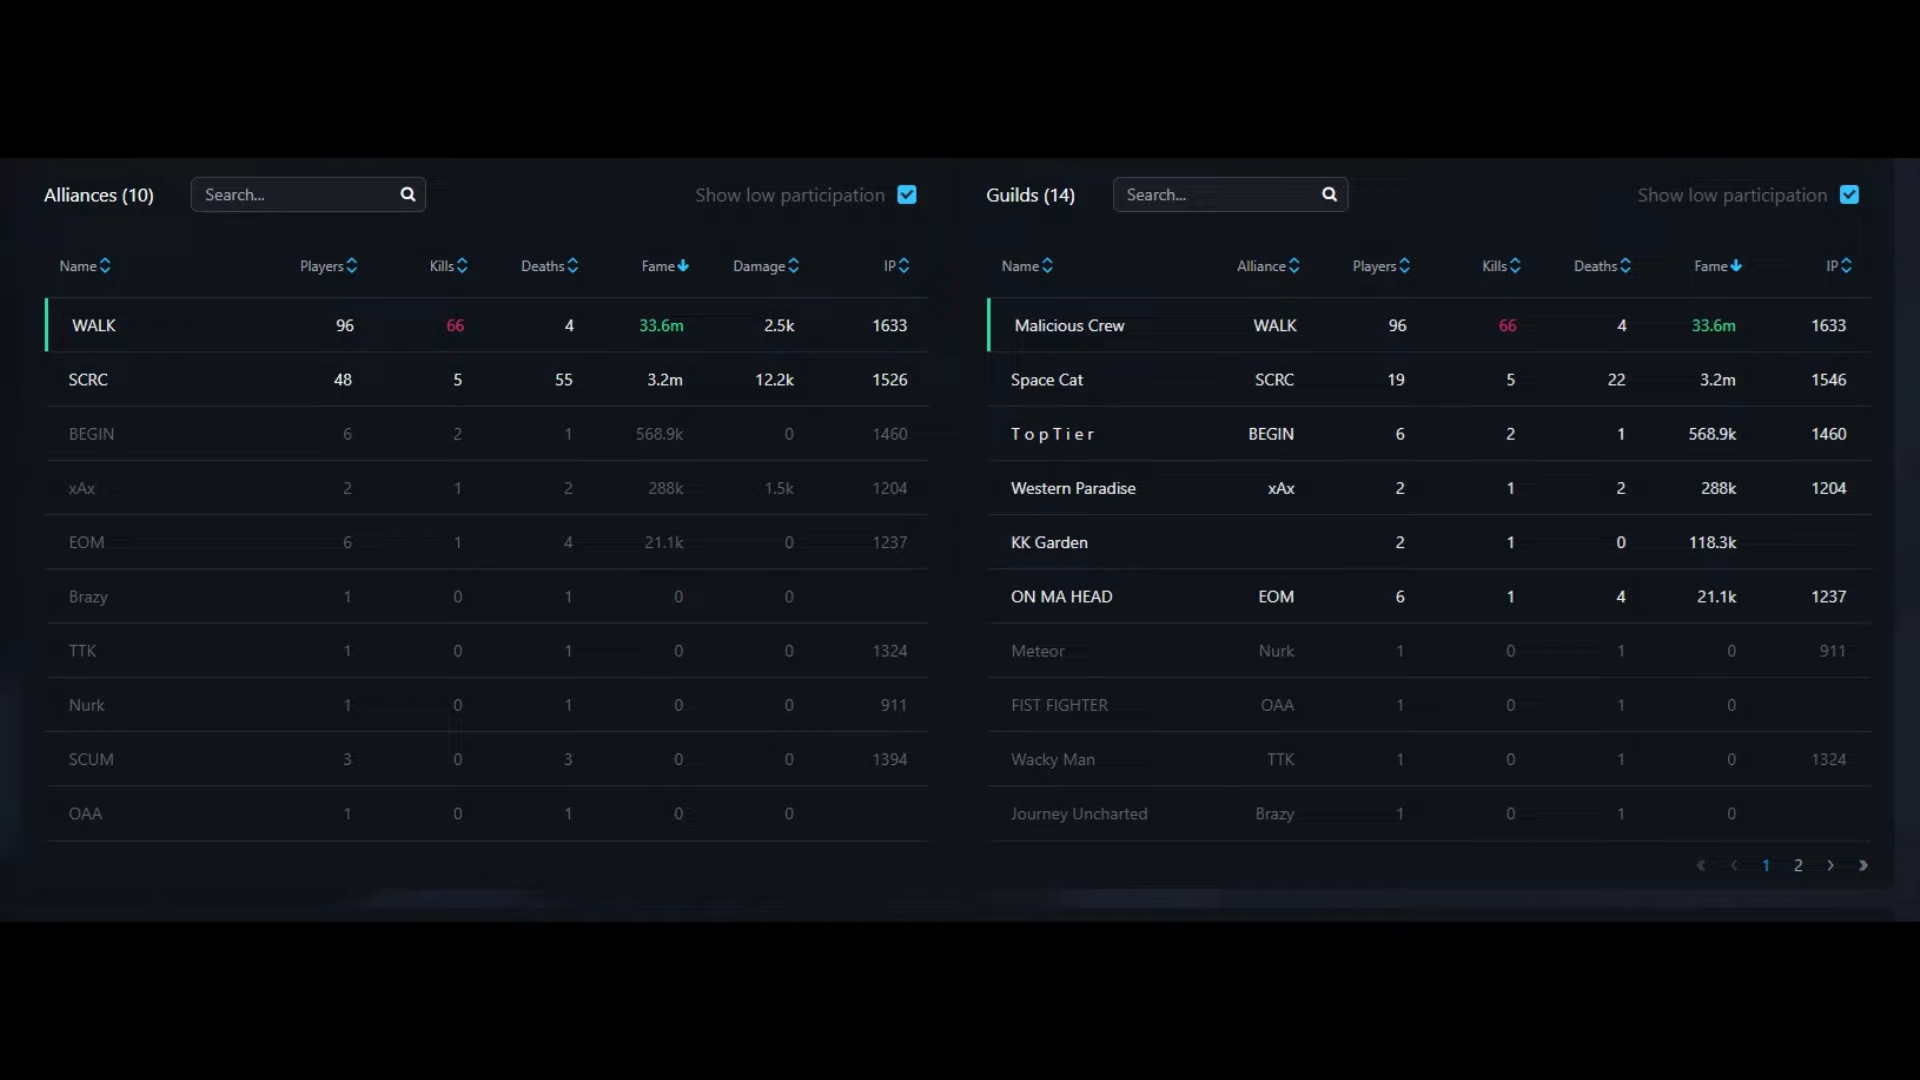 Alliances (10) Search... Show low participation
Name Players Kills Deaths Fame Damage IP
WALK 96 66 4 33.6m 2.5k 1633
SCRC 48 5 55 3.2m 12.2k 1526
BEGIN 6 2 1 568.9k 0 1460
xAx 2 1 2 288k 1.5k 1204
EOM 6 1 4 21.1k 0 1237
Brazy 1 0 1 0 0
TTK 1 0 1 0 0 1324
Nurk 1 0 1 0 0 911
SCUM 3 0 3 0 0 1394
OAA 1 0 1 0 0
Guilds (14) Search... Show low participation
Name Alliance Players Kills Deaths Fame IP
Malicious Crew WALK 96 66 4 33.6m 1633
Space Cat SCRC 19 5 22 3.2m 1546
T o p T i e r BEGIN 6 2 1 568.9k 1460
Western Paradise xAx 2 1 2 288k 1204
KK Garden 2 1 0 118.3k
ON MA HEAD EOM 6 1 4 21.1k 1237
Meteor Nurk 1 0 1 0 911
FIST FIGHTER OAA 1 0 1 0
Wacky Man TTK 1 0 1 0 1324
Journey Uncharted Brazy 1 0 1 0
« ‹ 1 2 › »